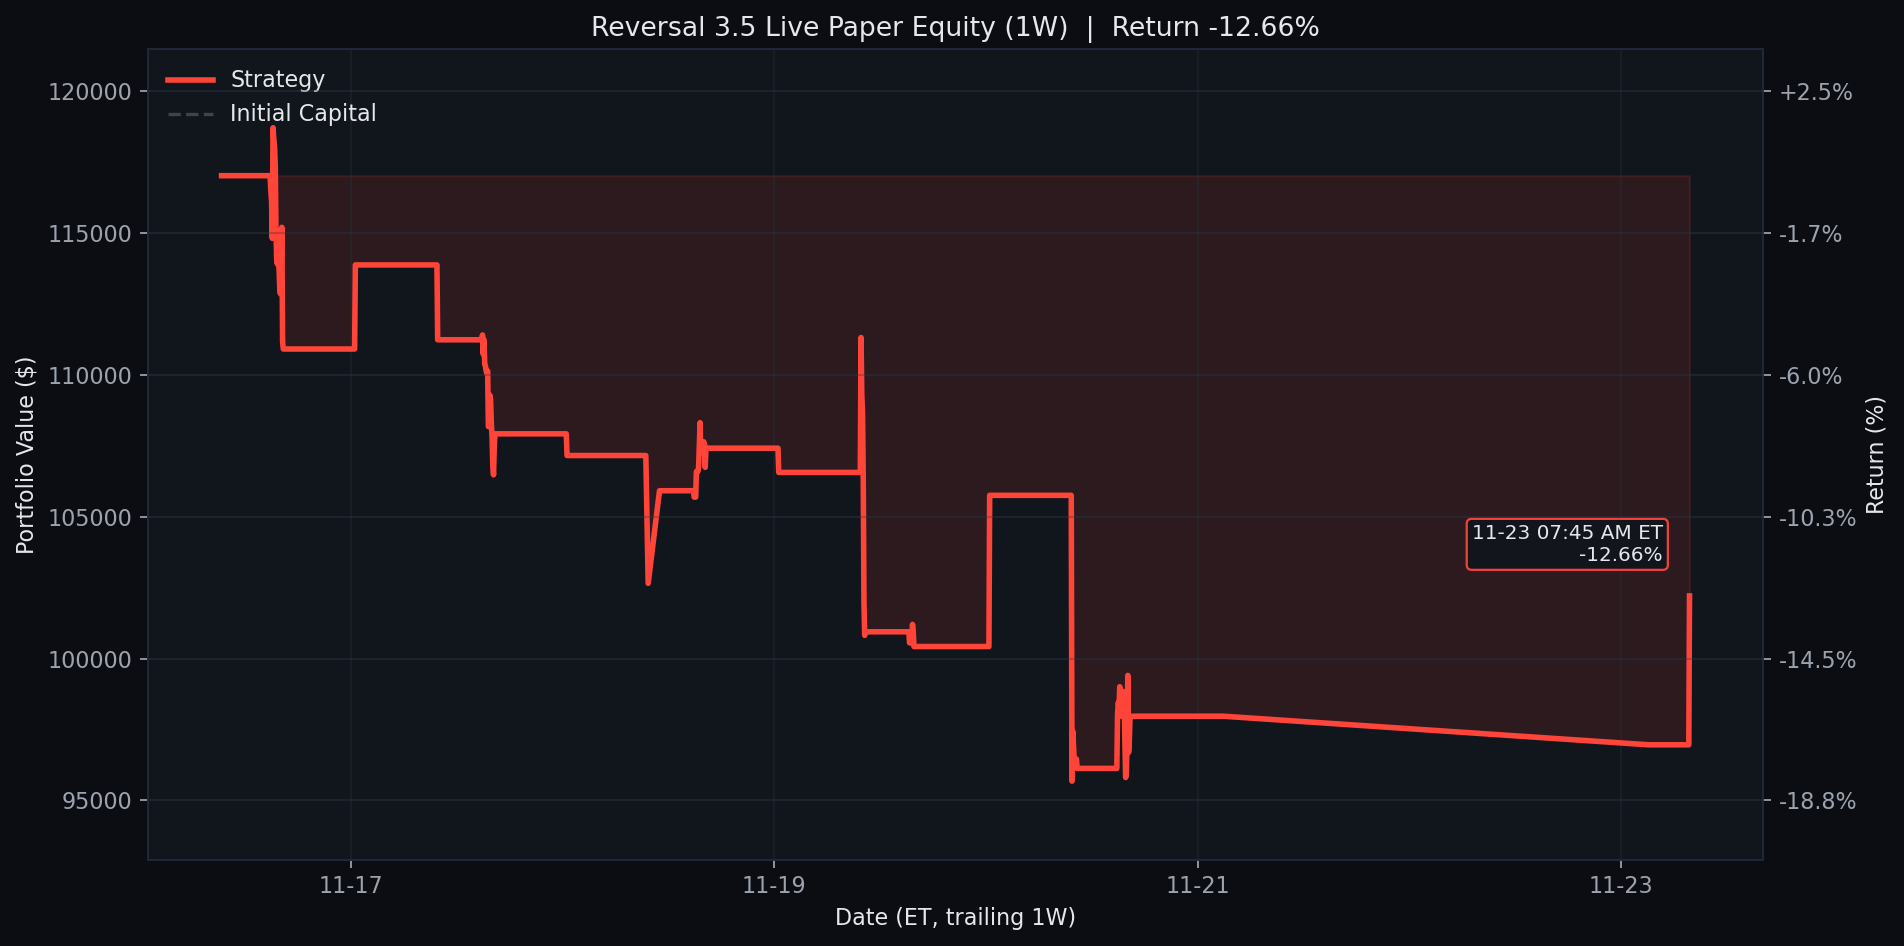 Reversal 3.5 Live Paper Equity (1W)  |  Return -12.66%
Strategy
Initial Capital
120000
115000
110000
105000
100000
95000
Portfolio Value ($)
+2.5%
-1.7%
-6.0%
-10.3%
-14.5%
-18.8%
Return (%)
11-23 07:45 AM ET
-12.66%
11-17
11-19
11-21
11-23
Date (ET, trailing 1W)